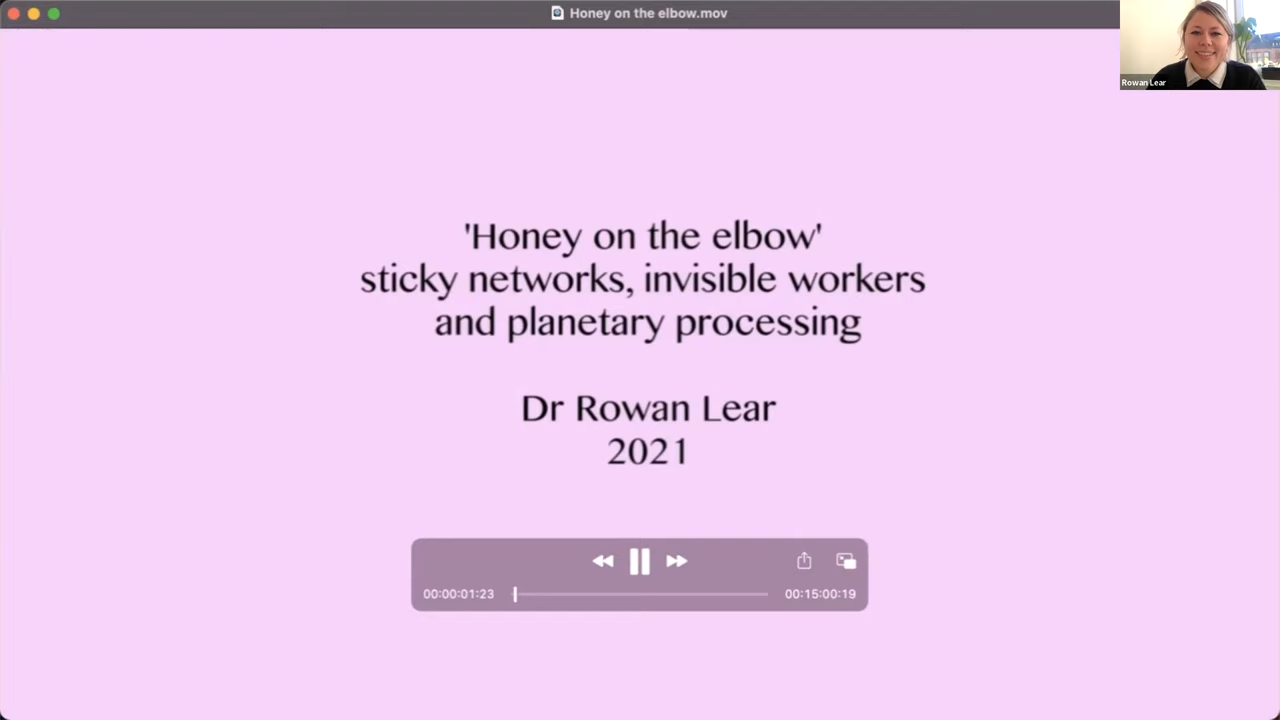 Honey on the elbow.mov
Rowan Lear
'Honey on the elbow'
sticky networks, invisible workers
and planetary processing
Dr Rowan Lear
2021
00:00:01:23
00:15:00:19